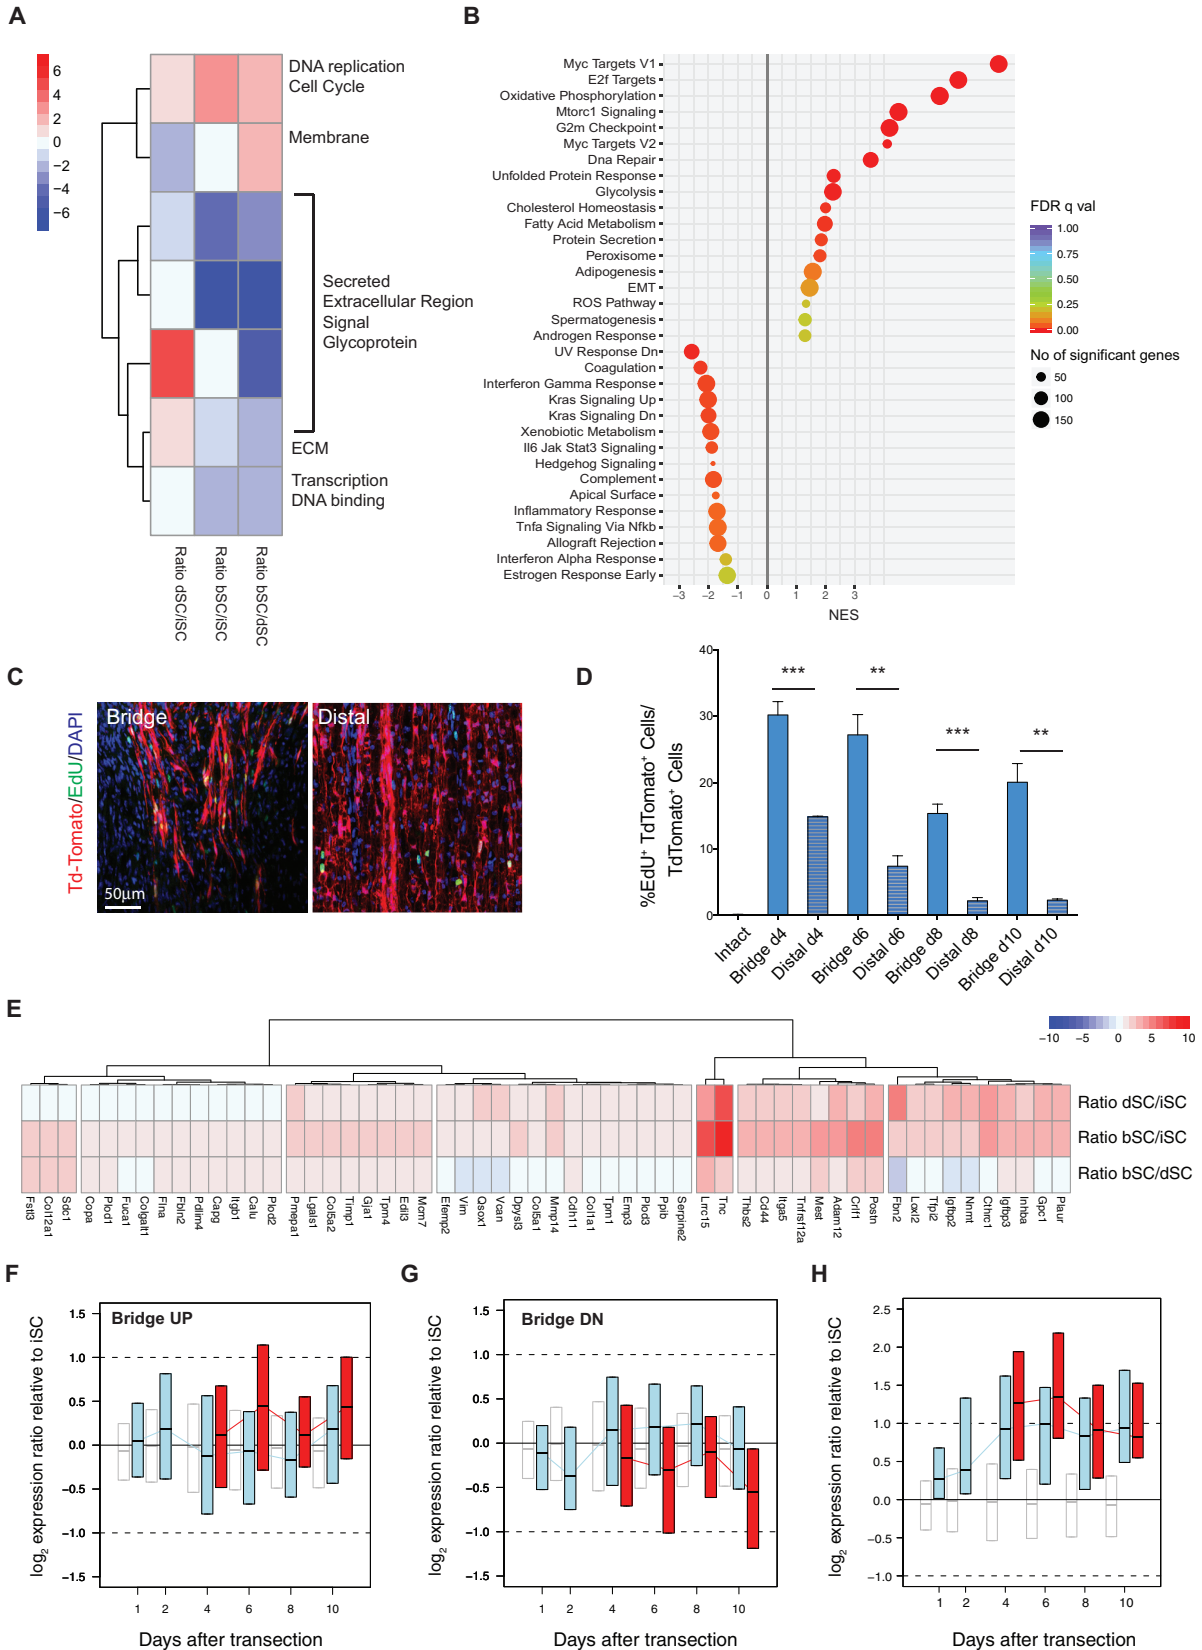 A
6
4
2
0
−2
−4
−6
DNA replication
Cell Cycle
Membrane
Secreted
Extracellular Region
Signal
Glycoprotein
ECM
Transcription
DNA binding
Ratio dSC/iSC
Ratio bSC/iSC
Ratio bSC/dSC
B
Myc Targets V1
E2f Targets
Oxidative Phosphorylation
Mtorc1 Signaling
G2m Checkpoint
Myc Targets V2
Dna Repair
Unfolded Protein Response
Glycolysis
Cholesterol Homeostasis
Fatty Acid Metabolism
Protein Secretion
Peroxisome
Adipogenesis
EMT
ROS Pathway
Spermatogenesis
Androgen Response
UV Response Dn
Coagulation
Interferon Gamma Response
Kras Signaling Up
Kras Signaling Dn
Xenobiotic Metabolism
Il6 Jak Stat3 Signaling
Hedgehog Signaling
Complement
Apical Surface
Inflammatory Response
Tnfa Signaling Via Nfkb
Allograft Rejection
Interferon Alpha Response
Estrogen Response Early
−3 −2 −1 0 1 2 3
NES
FDR q val
1.00
0.75
0.50
0.25
0.00
No of significant genes
50
100
150
C
Td-Tomato/EdU/DAPI
Bridge
50μm
Distal
D
%EdU⁺ TdTomato⁺ Cells/
TdTomato⁺ Cells
40
30
20
10
0
*** ** *** **
Intact
Bridge d4
Distal d4
Bridge d6
Distal d6
Bridge d8
Distal d8
Bridge d10
Distal d10
E
−10 −5 0 5 10
Ratio dSC/iSC
Ratio bSC/iSC
Ratio bSC/dSC
Fstl3
Col12a1
Sdc1
Copa
Plod1
Fuca1
Colgalt1
Flna
Fbln2
Pdlim4
Capg
Itgb1
Calu
Plod2
Pmepa1
Lgals1
Col5a2
Timp1
Gja1
Tpm4
Edil3
Mcm7
Efemp2
Vim
Qsox1
Vcan
Dpysl3
Col5a1
Mmp14
Cdh11
Col1a1
Tpm1
Emp3
Plod3
Ppib
Serpine2
Lrrc15
Tnc
Thbs2
Cd44
Itga5
Tnfrsf12a
Mest
Adam12
Crlf1
Postn
Fbn2
Loxl2
Tfpi2
Igfbp2
Nnmt
Cthrc1
Igfbp3
Inhba
Gpc1
Plaur
F
log₂ expression ratio relative to iSC
Bridge UP
1.5
1.0
0.5
0.0
−0.5
−1.0
−1.5
1 2 4 6 8 10
Days after transection
G
log₂ expression ratio relative to iSC
Bridge DN
1.5
1.0
0.5
0.0
−0.5
−1.0
−1.5
1 2 4 6 8 10
Days after transection
H
log₂ expression ratio relative to iSC
2.5
2.0
1.5
1.0
0.5
0.0
−0.5
−1.0
1 2 4 6 8 10
Days after transection